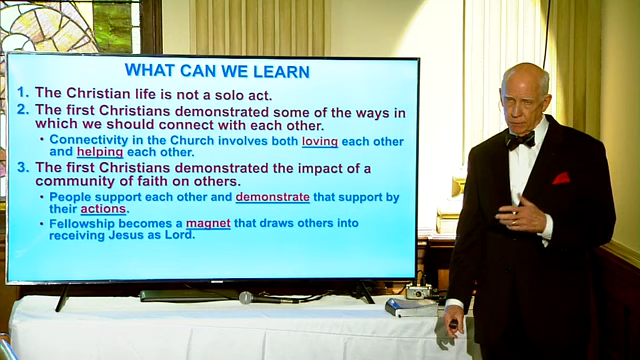 WHAT CAN WE LEARN
1. The Christian life is not a solo act.
2. The first Christians demonstrated some of the ways in
which we should connect with each other.
• Connectivity in the Church involves both loving each other
and helping each other.
3. The first Christians demonstrated the impact of a
community of faith on others.
• People support each other and demonstrate that support by
their actions.
• Fellowship becomes a magnet that draws others into
receiving Jesus as Lord.